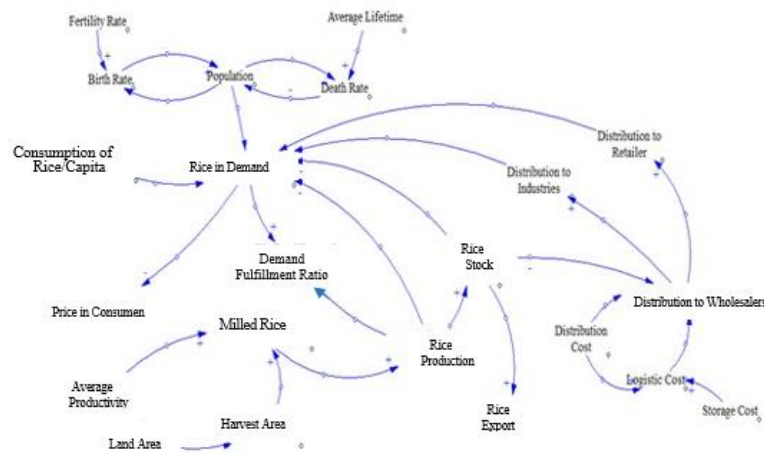 Fertility Rate
Average Lifetime
Birth Rate
Population
Death Rate
Distribution to
Retailer
Consumption of
Rice/Capita
Rice in Demand
Distribution to
Industries
Demand
Fulfillment Ratio
Rice
Stock
Price in Consumen
Milled Rice
Distribution to Wholesalers
Rice
Production
Distribution
Cost
Average
Productivity
Logistic Cost
Harvest Area
Rice
Export
Storage Cost
Land Area